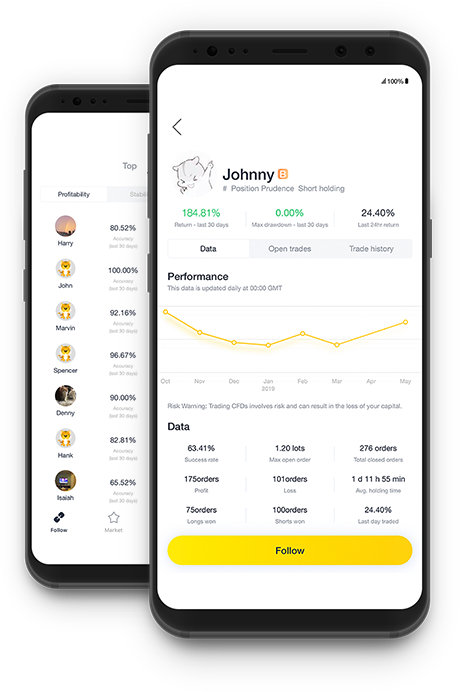 Top
Profitability
Stabili
Harry
80.52%
Accuracy
(last 30 days)
John
100.00%
Accuracy
(last 30 days)
Marvin
92.16%
Accuracy
(last 30 days)
Spencer
96.67%
Accuracy
(last 30 days)
Denny
90.00%
Accuracy
(last 30 days)
Hank
82.81%
Accuracy
(last 30 days)
Isaiah
65.52%
Accuracy
(last 30 days)
Follow
Market
100%
Johnny B
# Position Prudence Short holding
184.81% 0.00% 24.40%
Return - last 30 days Max drawdown - last 30 days Last 24hr return
Data Open trades Trade history
Performance
This data is updated daily at 00:00 GMT
Oct Nov Dec Jan Feb Mar Apr May
2019
Risk Warning: Trading CFDs involves risk and can result in the loss of your capital.
Data
63.41% 1.20 lots 276 orders
Success rate Max open order Total closed orders
175orders 101orders 1 d 11 h 55 min
Profit Loss Avg. holding time
75orders 100orders 24.40%
Longs won Shorts won Last day traded
Follow